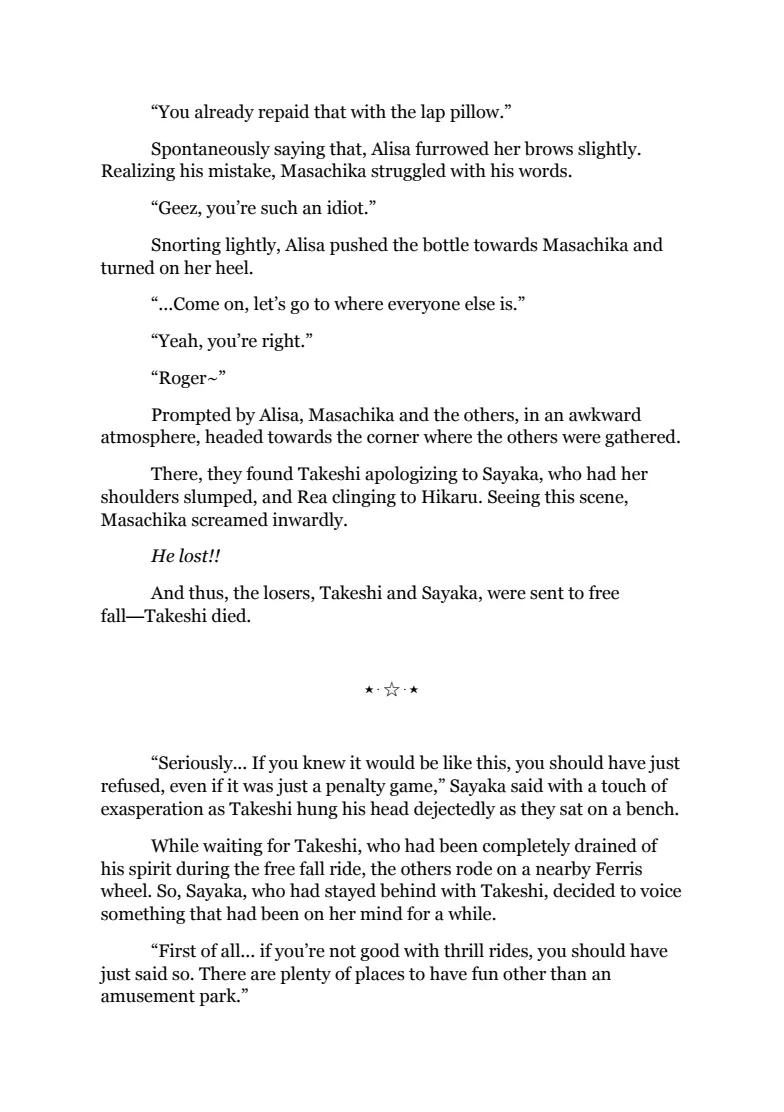 “You already repaid that with the lap pillow.”
Spontaneously saying that, Alisa furrowed her brows slightly.
Realizing his mistake, Masachika struggled with his words.
“Geez, you’re such an idiot.”
Snorting lightly, Alisa pushed the bottle towards Masachika and
turned on her heel.
“...Come on, let’s go to where everyone else is.”
“Yeah, you’re right.”
“Roger~”
Prompted by Alisa, Masachika and the others, in an awkward
atmosphere, headed towards the corner where the others were gathered.
There, they found Takeshi apologizing to Sayaka, who had her
shoulders slumped, and Rea clinging to Hikaru. Seeing this scene,
Masachika screamed inwardly.
He lost!!
And thus, the losers, Takeshi and Sayaka, were sent to free
fall—Takeshi died.
⋆·☆·⋆
“Seriously... If you knew it would be like this, you should have just
refused, even if it was just a penalty game,” Sayaka said with a touch of
exasperation as Takeshi hung his head dejectedly as they sat on a bench.
While waiting for Takeshi, who had been completely drained of
his spirit during the free fall ride, the others rode on a nearby Ferris
wheel. So, Sayaka, who had stayed behind with Takeshi, decided to voice
something that had been on her mind for a while.
“First of all... if you’re not good with thrill rides, you should have
just said so. There are plenty of places to have fun other than an
amusement park.”